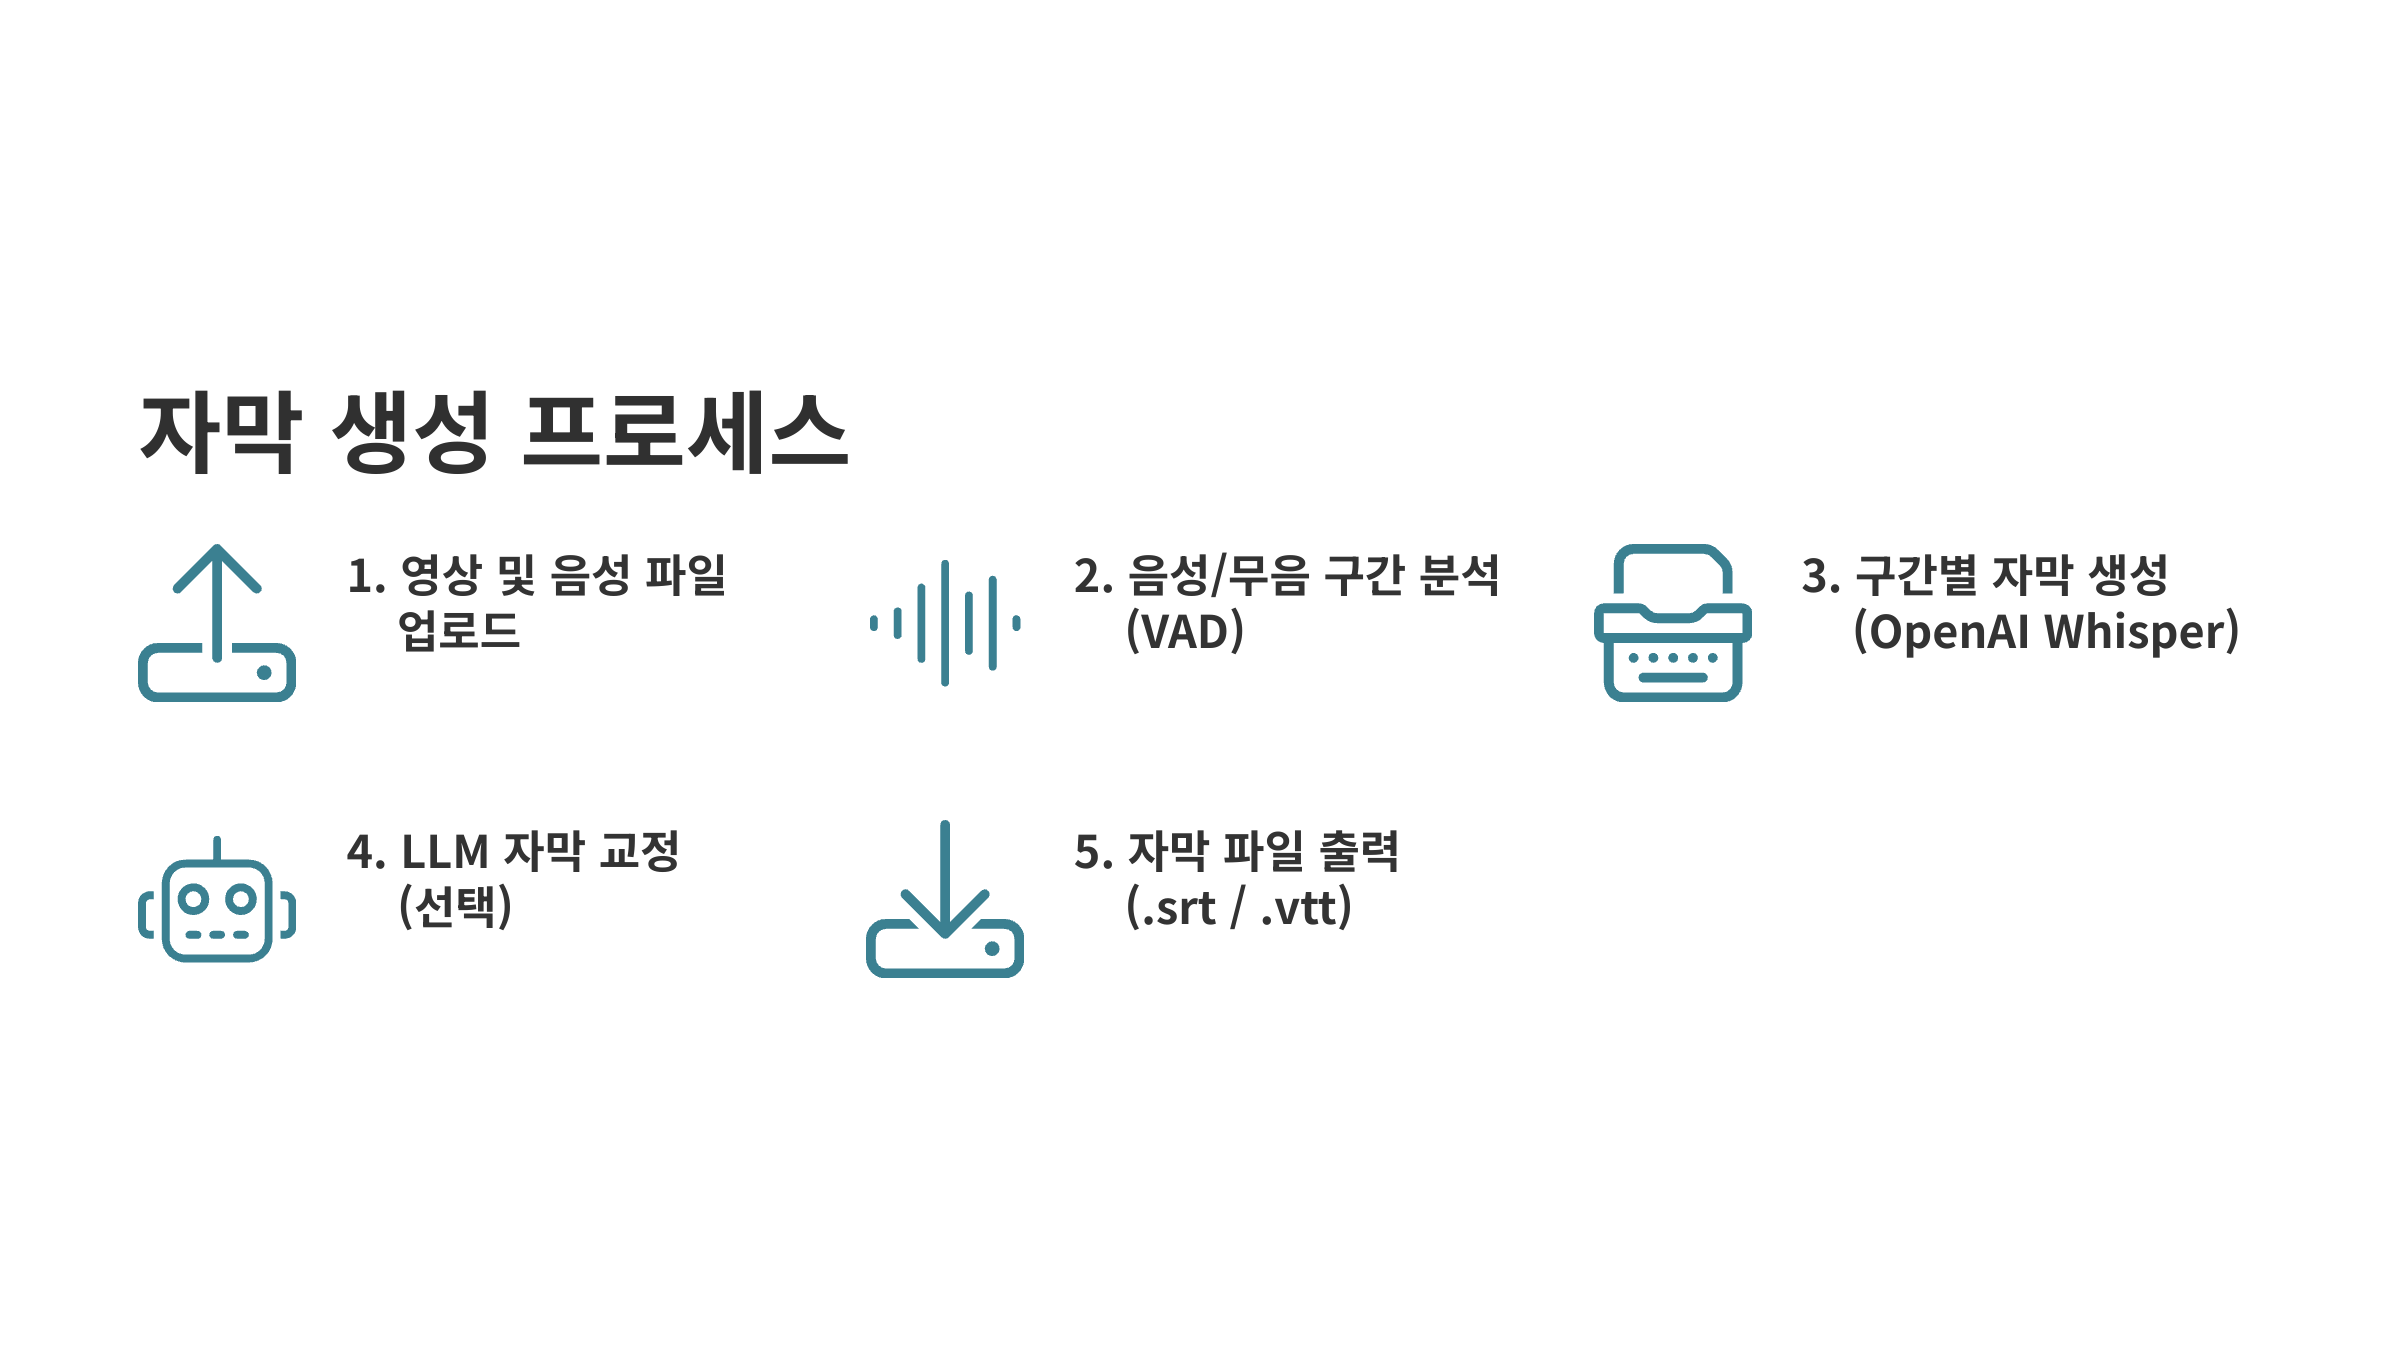 자막 생성 프로세스
1. 영상 및 음성 파일
업로드
2. 음성/무음 구간 분석
(VAD)
3. 구간별 자막 생성
(OpenAI Whisper)
4. LLM 자막 교정
(선택)
5. 자막 파일 출력
(.srt / .vtt)